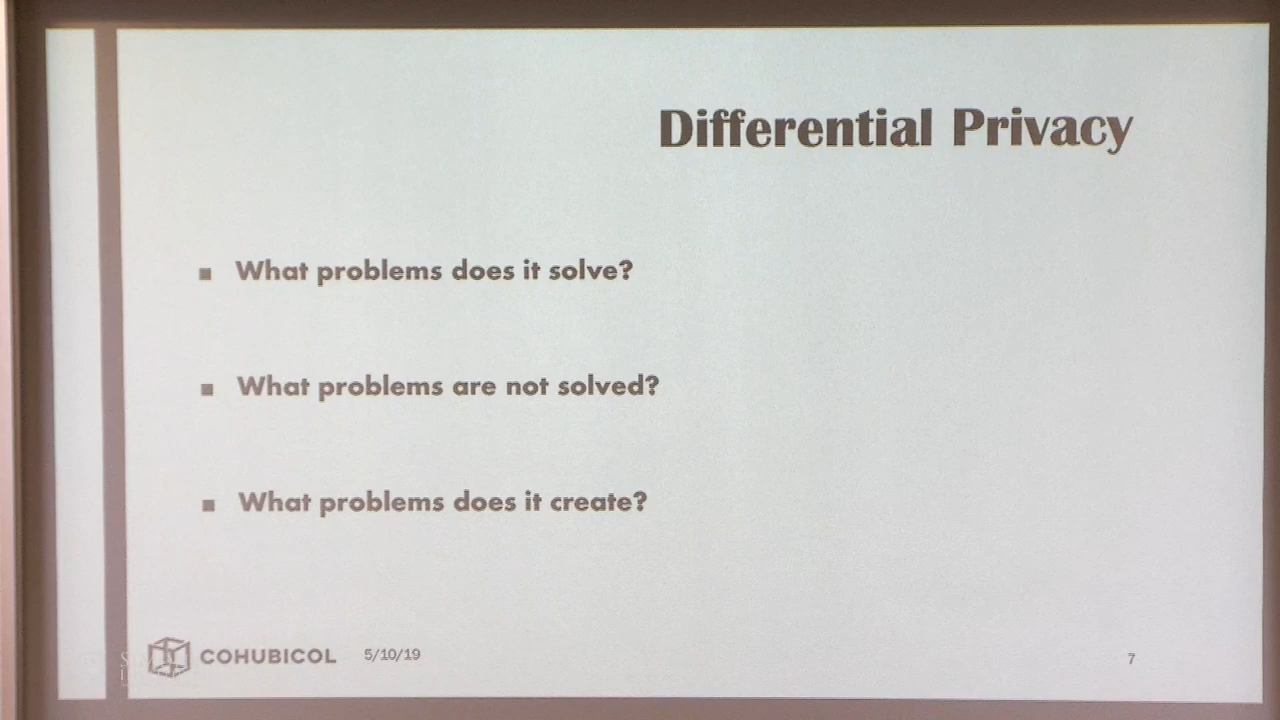 Differential Privacy
▪ What problems does it solve?
▪ What problems are not solved?
▪ What problems does it create?
COHUBICOL 5/10/19 7